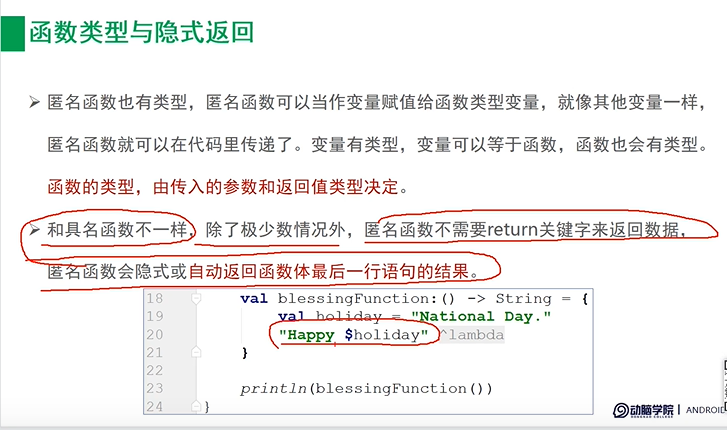 函数类型与隐式返回
➢ 匿名函数也有类型，匿名函数可以当作变量赋值给函数类型变量，就像其他变量一样，
匿名函数就可以在代码里传递了。变量有类型，变量可以等于函数，函数也会有类型。
函数的类型，由传入的参数和返回值类型决定。
➢ 和具名函数不一样，除了极少数情况外，匿名函数不需要return关键字来返回数据，
匿名函数会隐式或自动返回函数体最后一行语句的结果。
18 val blessingFunction:() -> String = {
19 val holiday = "National Day."
20 "Happy $holiday" ^lambda
21 }
22
23 println(blessingFunction())
24 }
动脑学院 | ANDROID